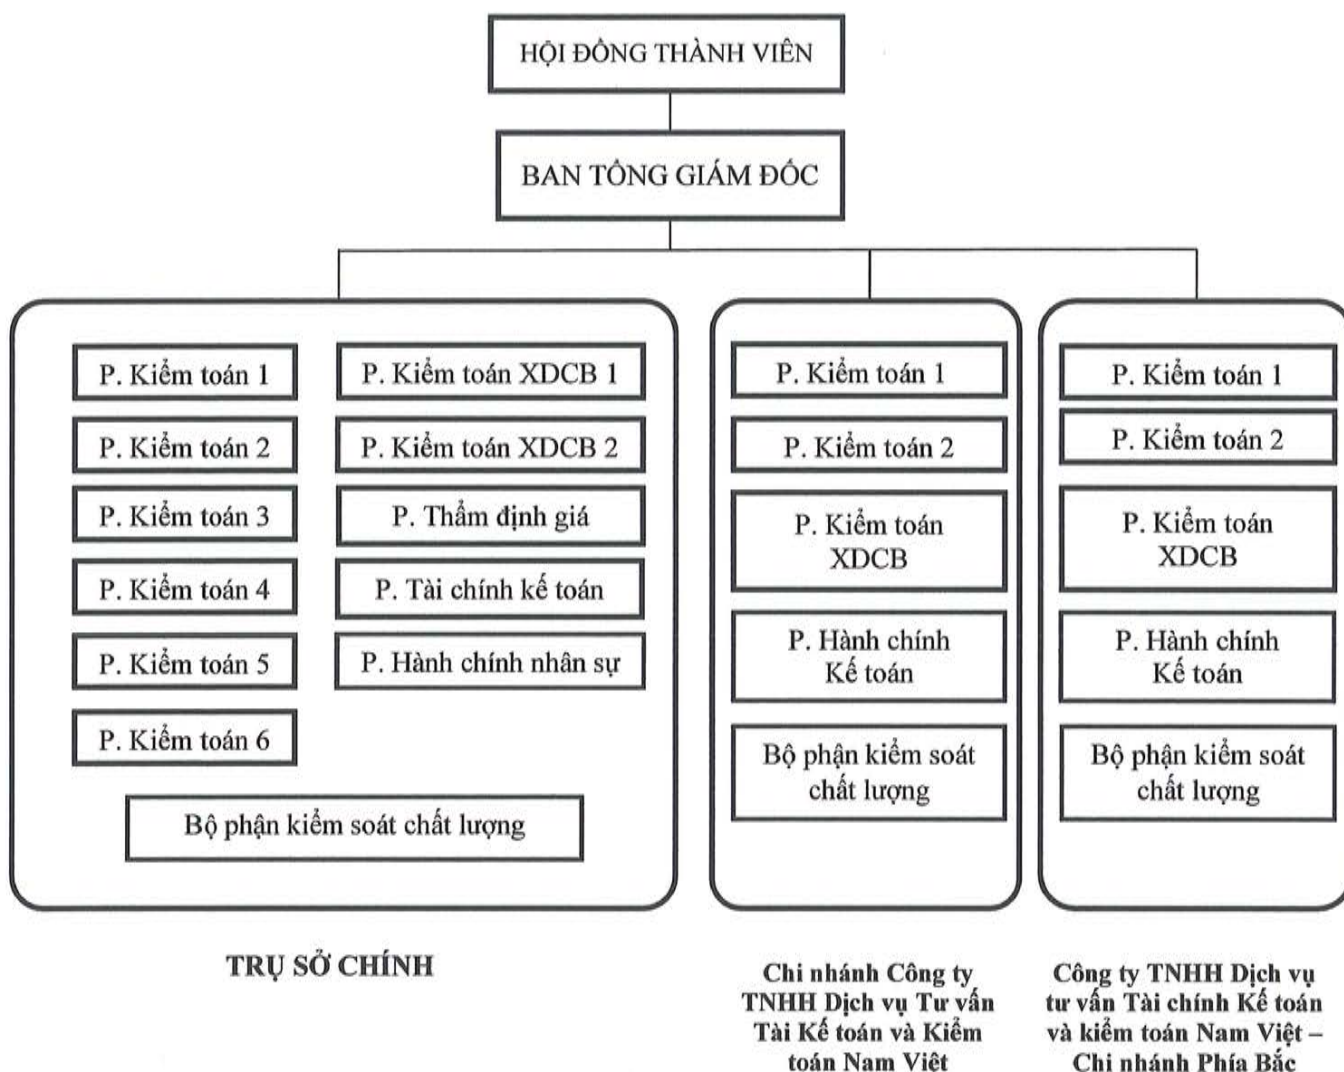 HỘI ĐỒNG THÀNH VIÊN
BAN TỔNG GIÁM ĐỐC
P. Kiểm toán 1
P. Kiểm toán 2
P. Kiểm toán 3
P. Kiểm toán 4
P. Kiểm toán 5
P. Kiểm toán 6
P. Kiểm toán XDCB 1
P. Kiểm toán XDCB 2
P. Thẩm định giá
P. Tài chính kế toán
P. Hành chính nhân sự
Bộ phận kiểm soát chất lượng
TRỤ SỞ CHÍNH
P. Kiểm toán 1
P. Kiểm toán 2
P. Kiểm toán
XDCB
P. Hành chính
Kế toán
Bộ phận kiểm soát
chất lượng
Chi nhánh Công ty
TNHH Dịch vụ Tư vấn
Tài Kế toán và Kiểm
toán Nam Việt
P. Kiểm toán 1
P. Kiểm toán 2
P. Kiểm toán
XDCB
P. Hành chính
Kế toán
Bộ phận kiểm soát
chất lượng
Công ty TNHH Dịch vụ
tư vấn Tài chính Kế toán
và kiểm toán Nam Việt –
Chi nhánh Phía Bắc